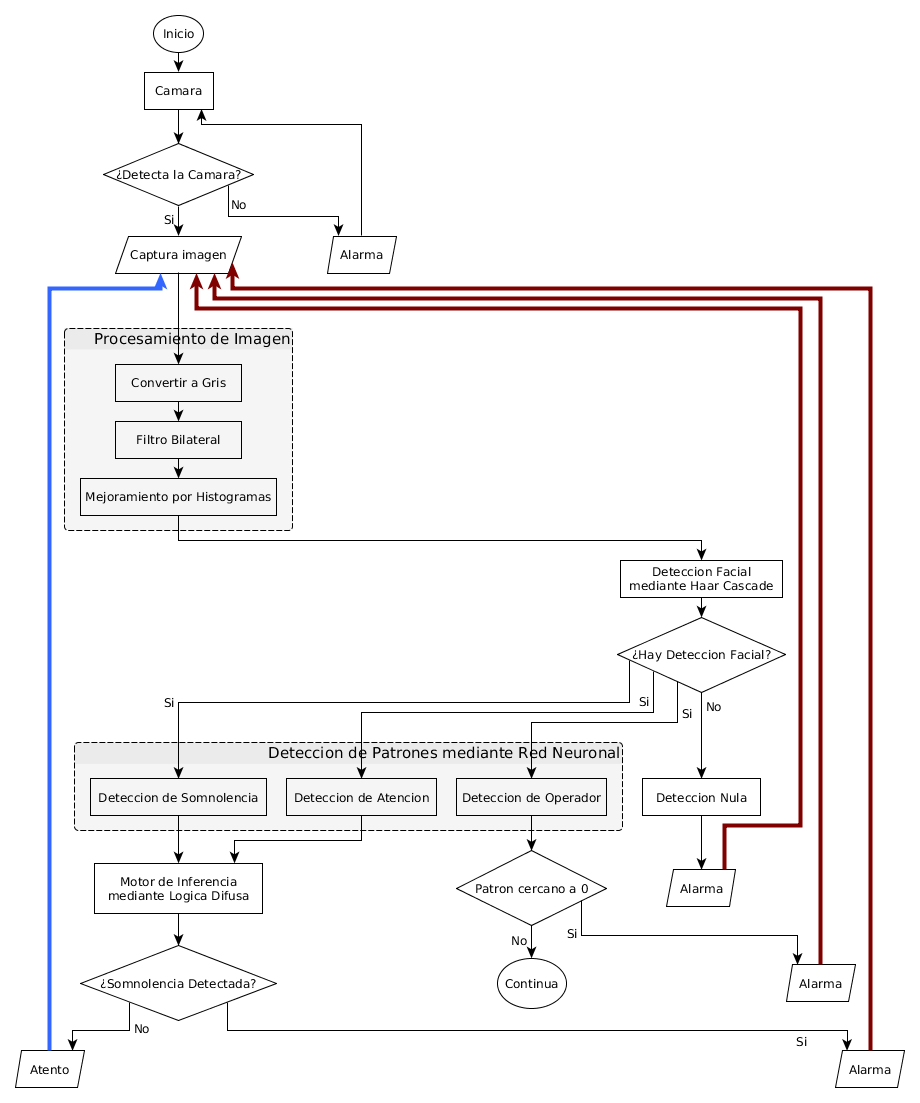 Inicio
Camara
¿Detecta la Camara?
No
Si
Captura imagen
Alarma
Procesamiento de Imagen
Convertir a Gris
Filtro Bilateral
Mejoramiento por Histogramas
Deteccion Facial
mediante Haar Cascade
¿Hay Deteccion Facial?
Si
Si
Si
No
Deteccion de Patrones mediante Red Neuronal
Deteccion de Somnolencia
Deteccion de Atencion
Deteccion de Operador
Deteccion Nula
Motor de Inferencia
mediante Logica Difusa
Patron cercano a 0
Alarma
No
Si
¿Somnolencia Detectada?
Continua
Alarma
No
Si
Atento
Alarma